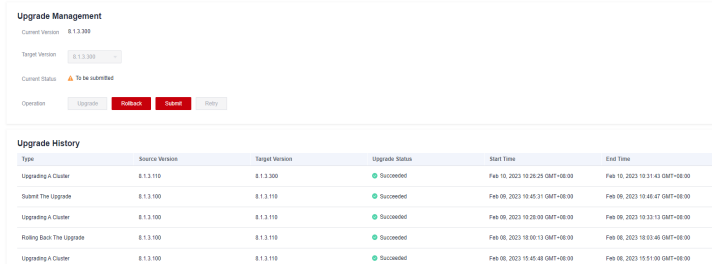 Upgrade Management
Current Version 8.1.3.300
Target Version 8.1.3.300
Current Status To be submitted
Operation Upgrade Rollback Submit Retry
Upgrade History
Type Source Version Target Version Upgrade Status Start Time End Time
Upgrading A Cluster 8.1.3.110 8.1.3.300 Succeeded Feb 10, 2023 10:26:25 GMT+08:00 Feb 10, 2023 10:31:43 GMT+08:00
Submit The Upgrade 8.1.3.100 8.1.3.110 Succeeded Feb 09, 2023 10:45:31 GMT+08:00 Feb 09, 2023 10:46:47 GMT+08:00
Upgrading A Cluster 8.1.3.100 8.1.3.110 Succeeded Feb 09, 2023 10:28:00 GMT+08:00 Feb 09, 2023 10:33:13 GMT+08:00
Rolling Back The Upgrade 8.1.3.100 8.1.3.110 Succeeded Feb 08, 2023 18:00:13 GMT+08:00 Feb 08, 2023 18:03:46 GMT+08:00
Upgrading A Cluster 8.1.3.100 8.1.3.110 Succeeded Feb 08, 2023 15:45:48 GMT+08:00 Feb 08, 2023 15:51:00 GMT+08:00